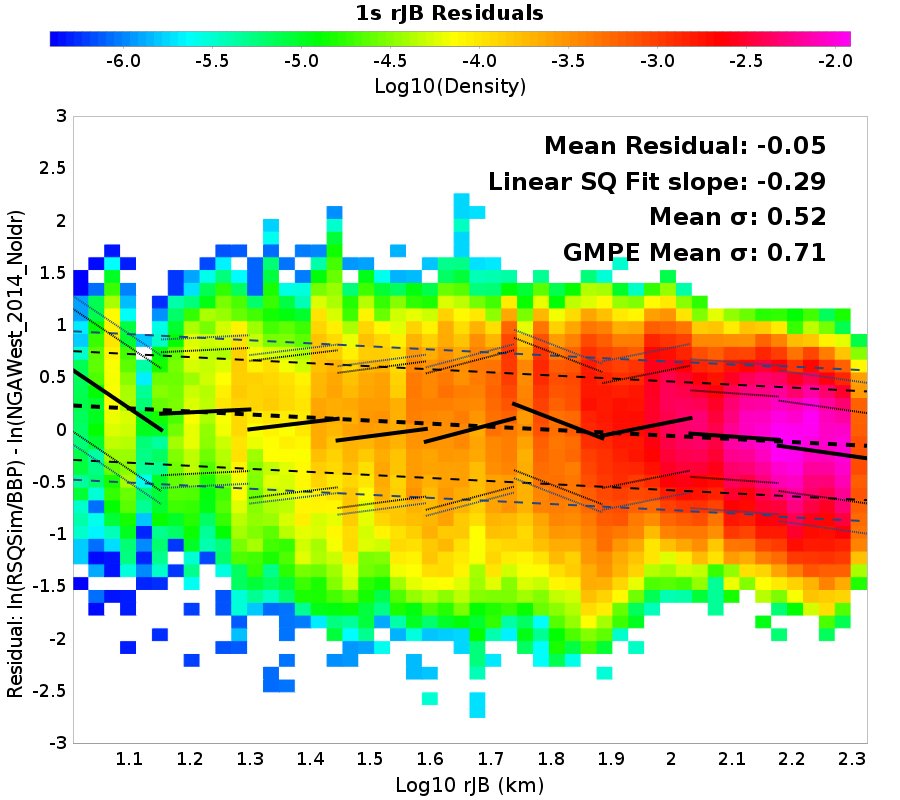 1s rJB Residuals
-6.0 -5.5 -5.0 -4.5 -4.0 -3.5 -3.0 -2.5 -2.0
Log10(Density)
Mean Residual: -0.05
Linear SQ Fit slope: -0.29
Mean σ: 0.52
GMPE Mean σ: 0.71
Residual: ln(RSQSim/BBP) - ln(NGAWest_2014_NoIdr)
3
2.5
2
1.5
1
0.5
0
-0.5
-1
-1.5
-2
-2.5
-3
1.1 1.2 1.3 1.4 1.5 1.6 1.7 1.8 1.9 2 2.1 2.2 2.3
Log10 rJB (km)